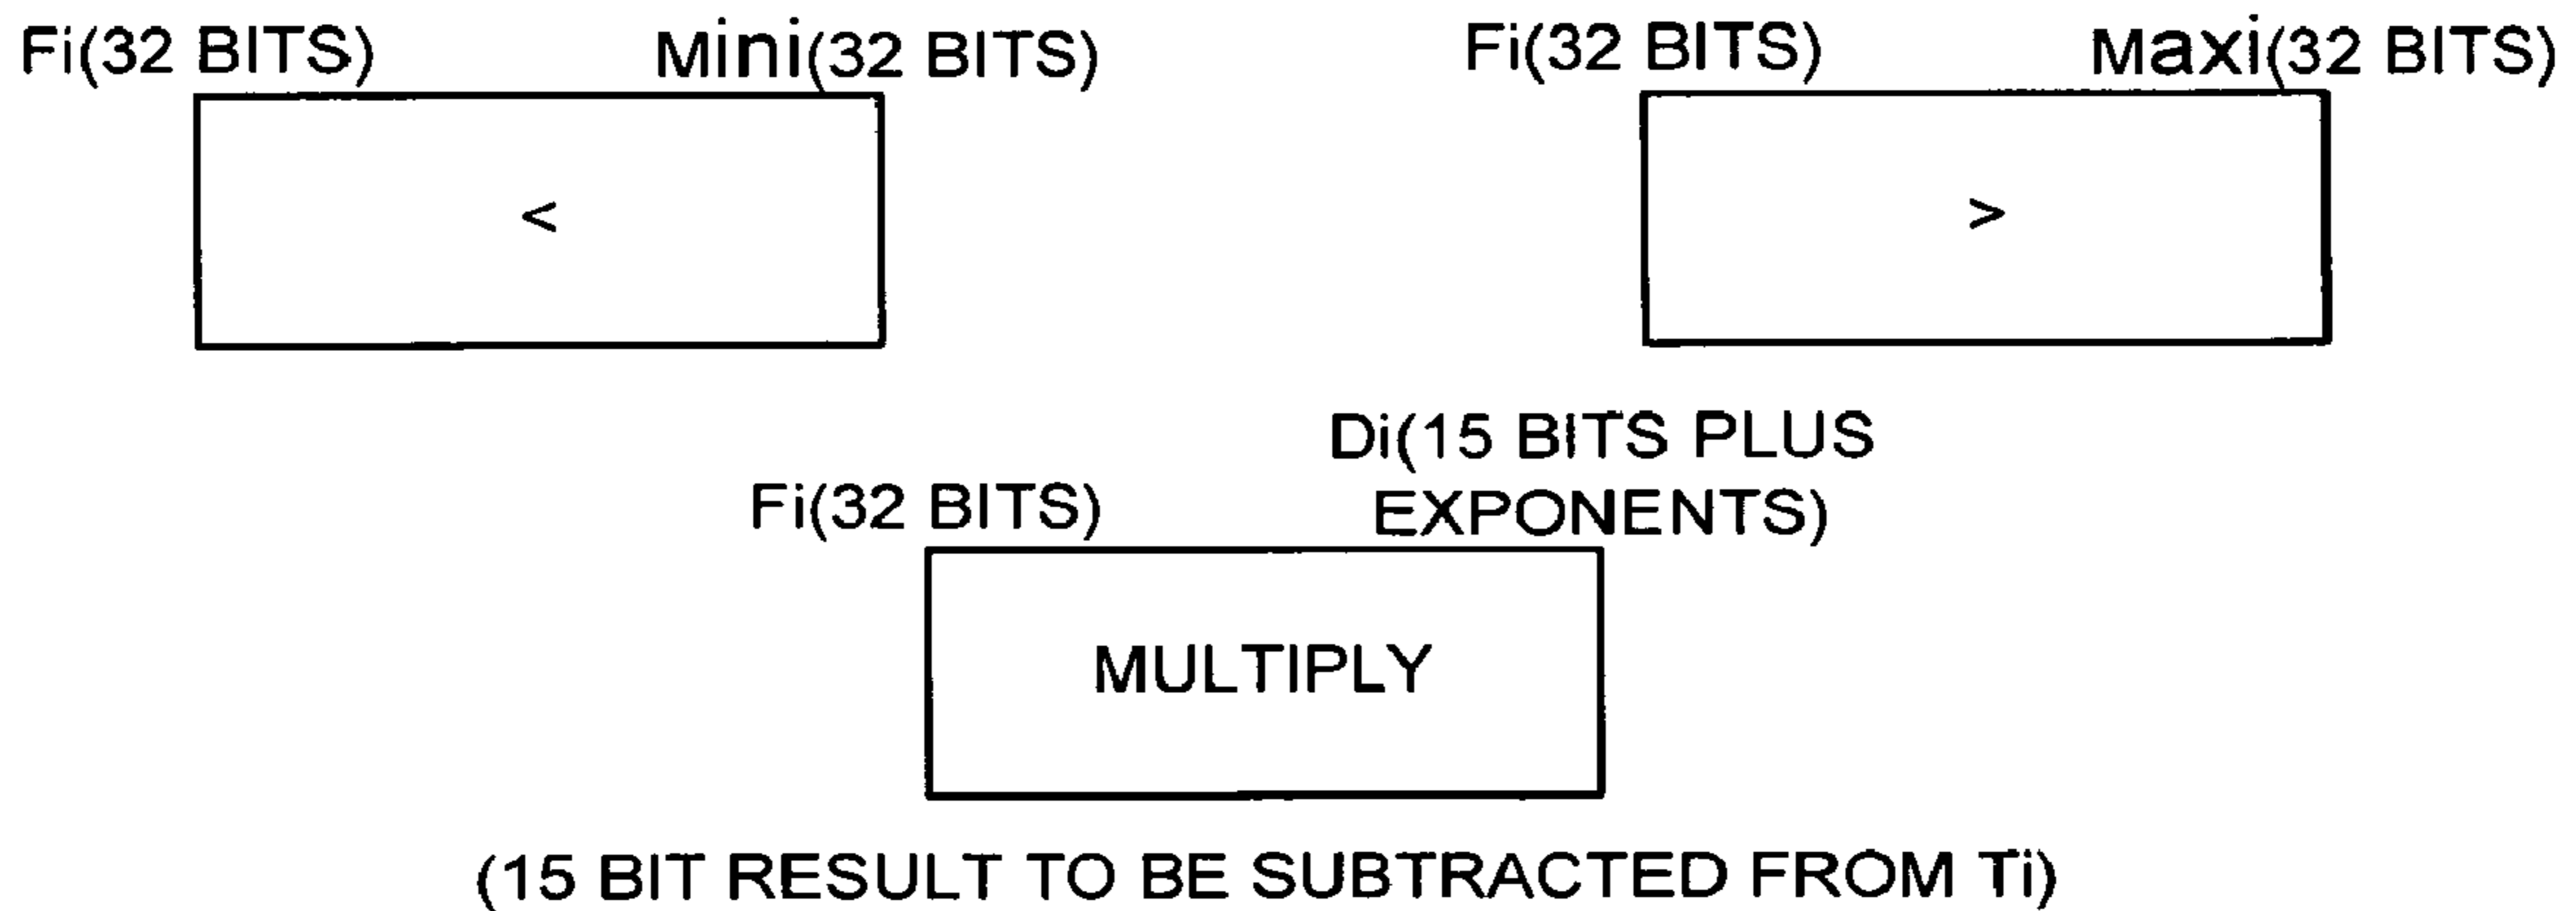 Fi(32 BITS) Mini(32 BITS) Fi(32 BITS) Maxi(32 BITS)
< >
Di(15 BITS PLUS
Fi(32 BITS) EXPONENTS)
MULTIPLY
(15 BIT RESULT TO BE SUBTRACTED FROM Ti)